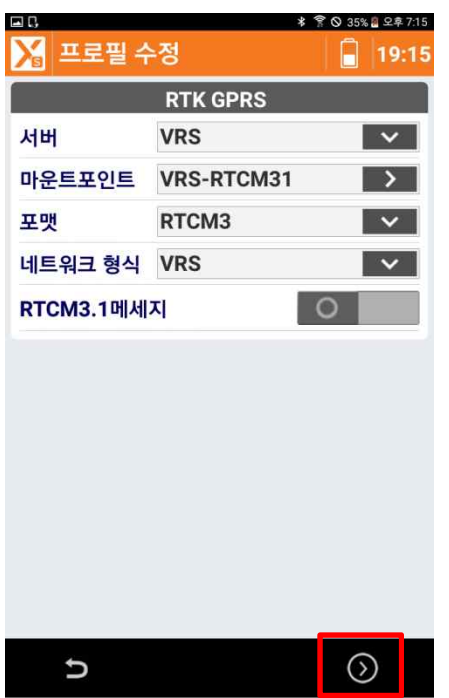 35% 오후 7:15
Xs 프로필 수정 19:15
RTK GPRS
서버 VRS
마운트포인트 VRS-RTCM31
포맷 RTCM3
네트워크 형식 VRS
RTCM3.1메세지